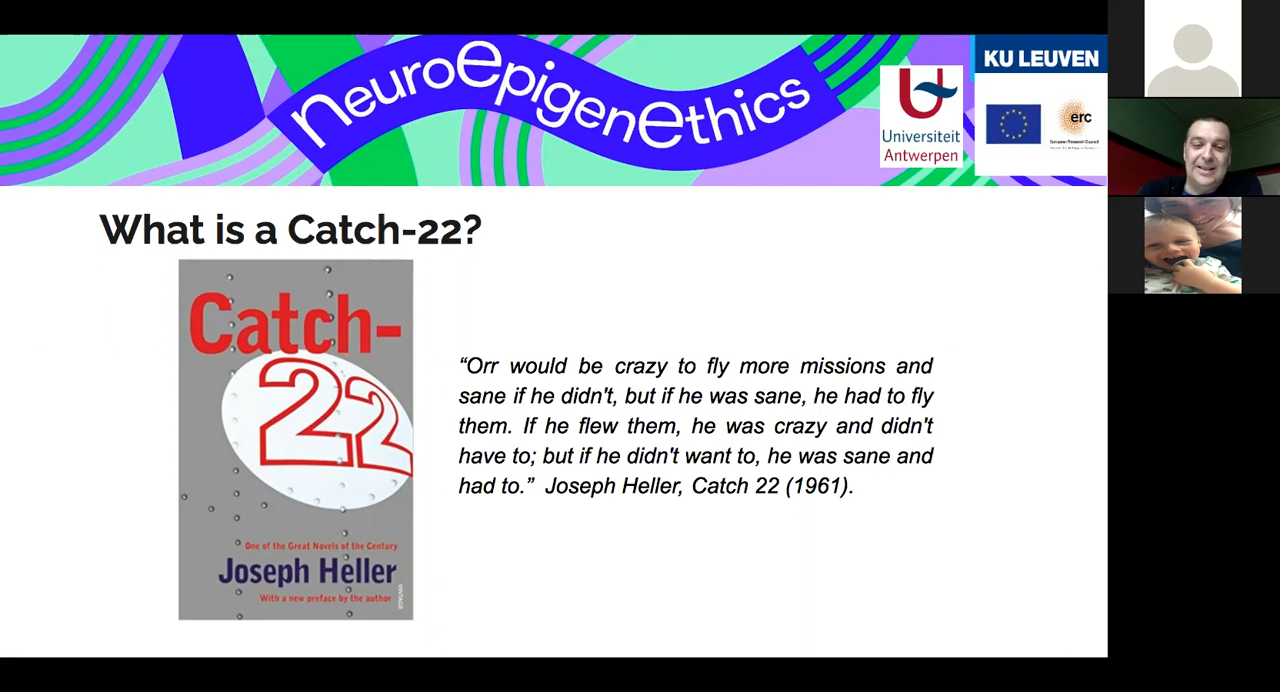 neuroEpigenEthics
Universiteit
Antwerpen
KU LEUVEN
erc
European Research Council
What is a Catch-22?
Catch-
22
One of the Great Novels of the Century
Joseph Heller
With a new preface by the author
VINTAGE
“Orr would be crazy to fly more missions and
sane if he didn't, but if he was sane, he had to fly
them. If he flew them, he was crazy and didn't
have to; but if he didn't want to, he was sane and
had to.” Joseph Heller, Catch 22 (1961).